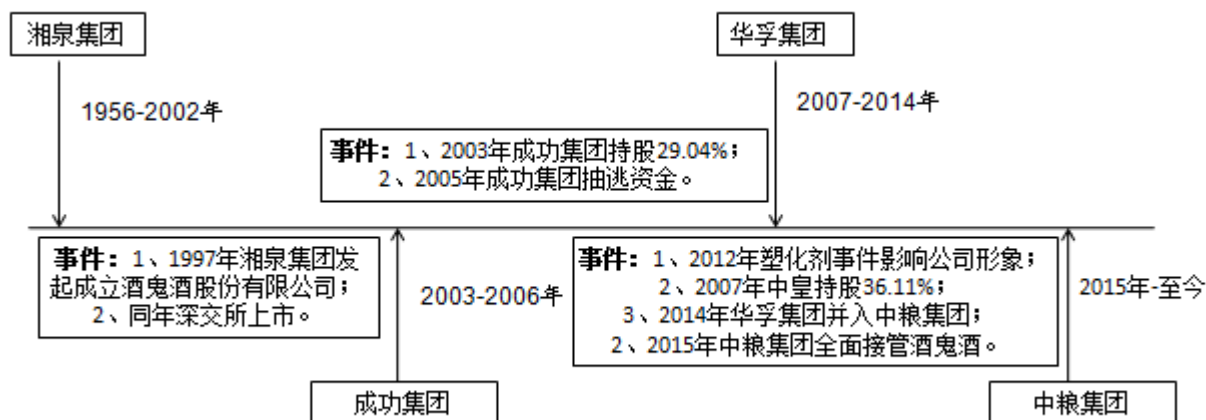 湘泉集团
华孚集团
1956-2002年
2007-2014年
事件：1、2003年成功集团持股29.04%；
2、2005年成功集团抽逃资金。
事件：1、1997年湘泉集团发
起成立酒鬼酒股份有限公司；
2、同年深交所上市。
2003-2006年
事件：1、2012年塑化剂事件影响公司形象；
2、2007年中皇持股36.11%；
3、2014年华孚集团并入中粮集团；
2、2015年中粮集团全面接管酒鬼酒。
2015年-至今
成功集团
中粮集团